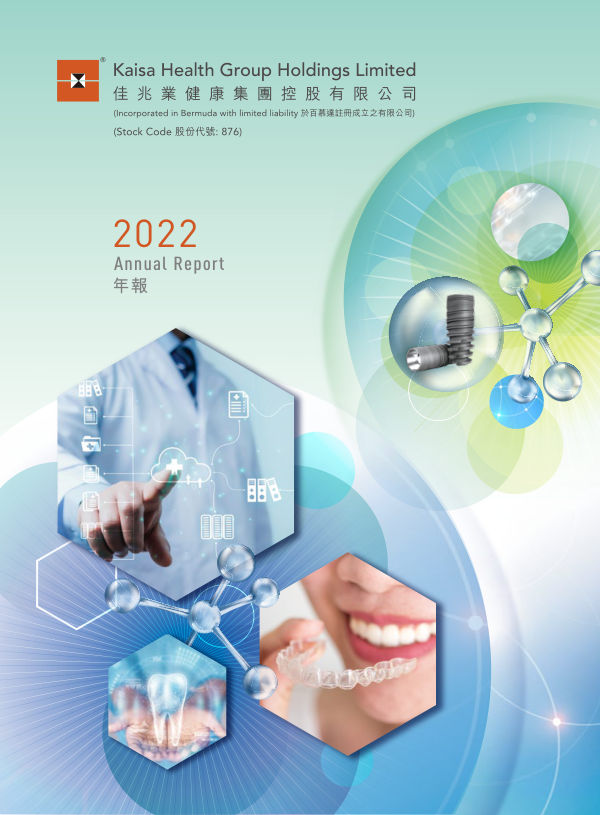 ®
Kaisa Health Group Holdings Limited
佳兆業健康集團控股有限公司
(Incorporated in Bermuda with limited liability 於百慕達註冊成立之有限公司)
(Stock Code 股份代號: 876)
2022
Annual Report
年報